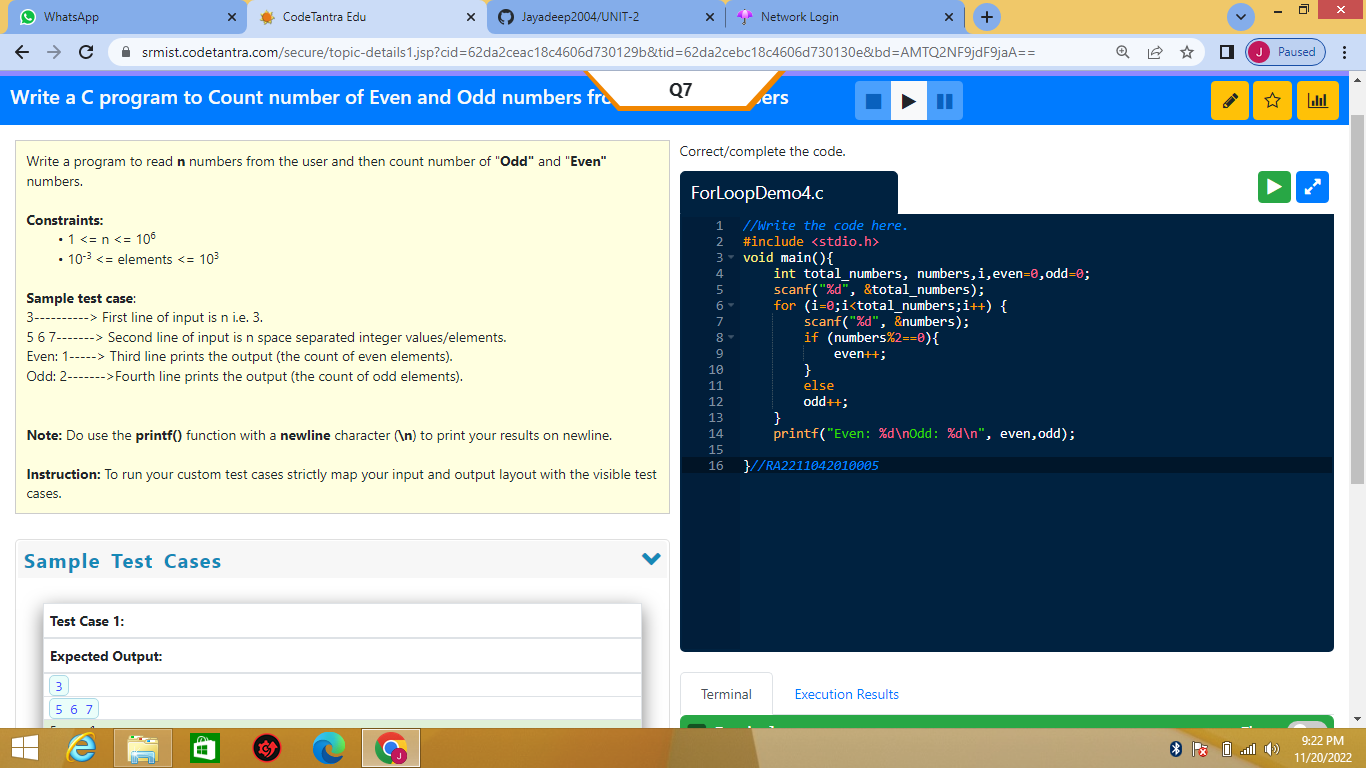 WhatsApp
CodeTantra Edu
Jayadeep2004/UNIT-2
Network Login
srmist.codetantra.com/secure/topic-details1.jsp?cid=62da2ceac18c4606d730129b&tid=62da2cebc18c4606d730130e&bd=AMTQ2NF9jdF9jaA==
J Paused
Write a C program to Count number of Even and Odd numbers
Q7
Write a program to read n numbers from the user and then count number of "Odd" and "Even"
numbers.
Constraints:
• 1 <= n <= 10⁶
• 10⁻³ <= elements <= 10³
Sample test case:
3----------> First line of input is n i.e. 3.
5 6 7-------> Second line of input is n space separated integer values/elements.
Even: 1-----> Third line prints the output (the count of even elements).
Odd: 2------->Fourth line prints the output (the count of odd elements).
Note: Do use the printf() function with a newline character (\n) to print your results on newline.
Instruction: To run your custom test cases strictly map your input and output layout with the visible test
cases.
Sample Test Cases
Test Case 1:
Expected Output:
3
5 6 7
Correct/complete the code.
ForLoopDemo4.c
1 //Write the code here.
2 #include <stdio.h>
3 void main(){
4 int total_numbers, numbers,i,even=0,odd=0;
5 scanf("%d", &total_numbers);
6 for (i=0;i<total_numbers;i++) {
7 scanf("%d", &numbers);
8 if (numbers%2==0){
9 even++;
10 }
11 else
12 odd++;
13 }
14 printf("Even: %d\nOdd: %d\n", even,odd);
15
16 }//RA2211042010005
Terminal
Execution Results
9:22 PM
11/20/2022